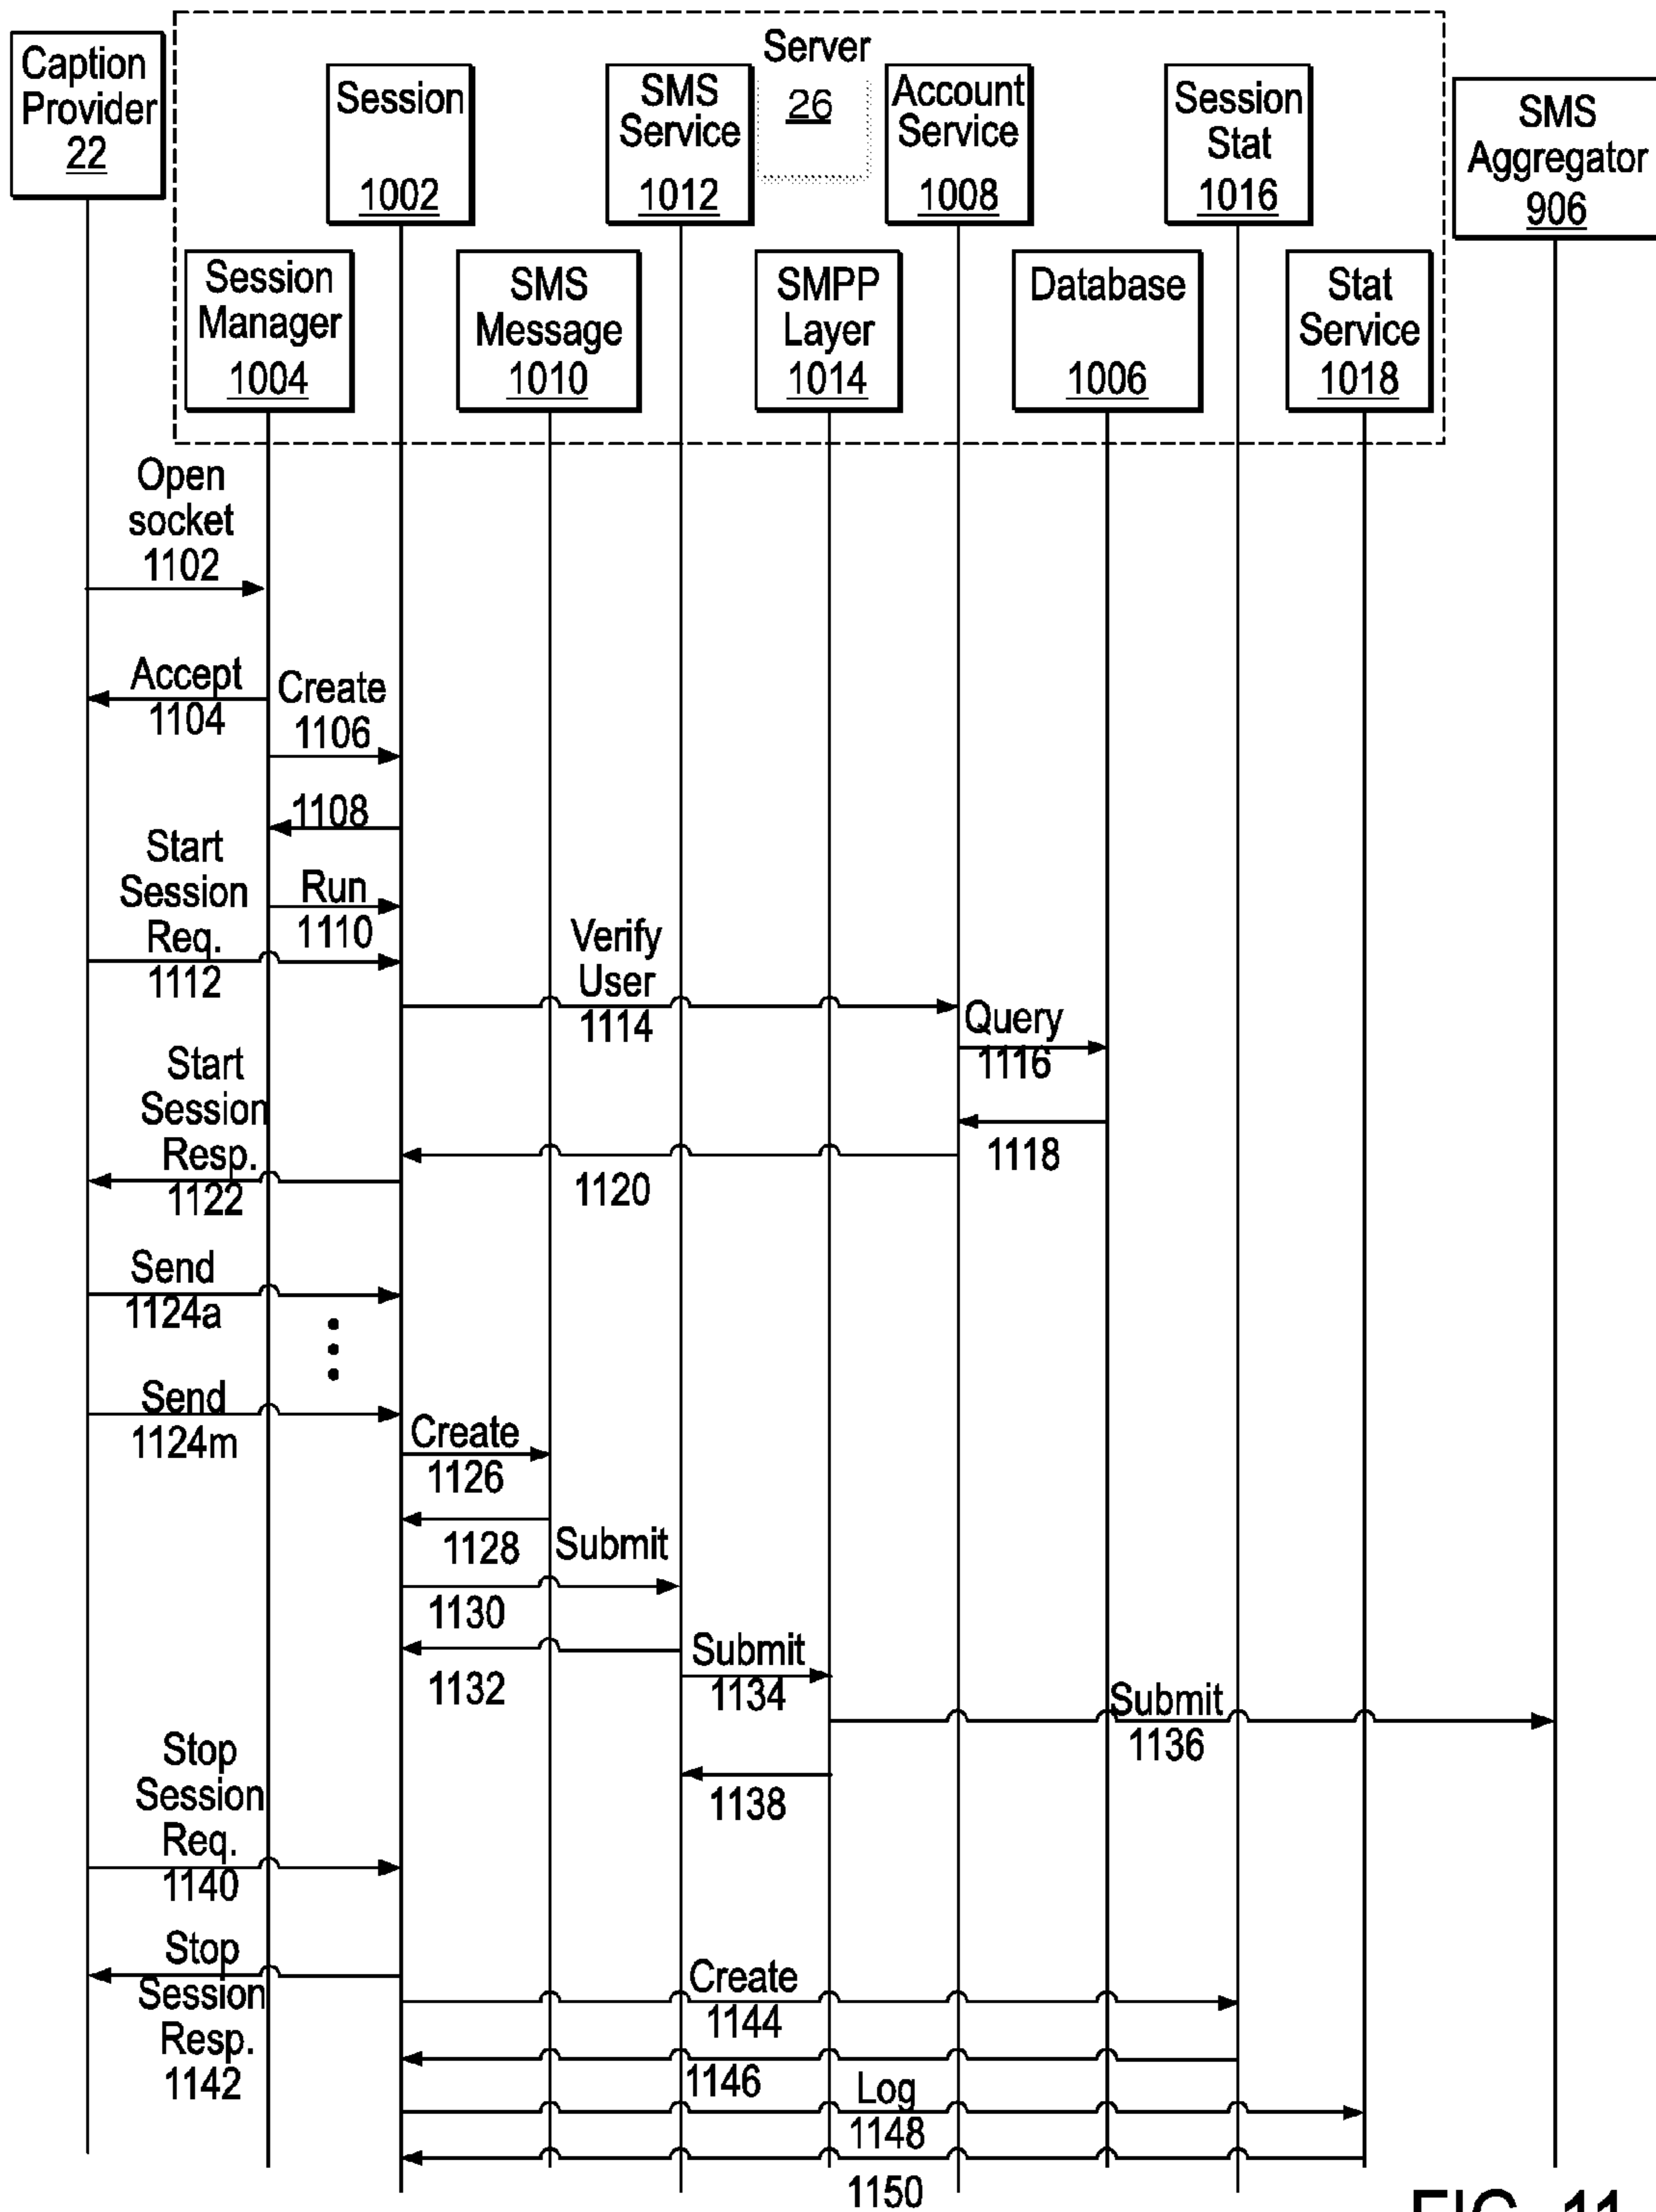 Server
26
Caption
Provider
22
Session
1002
SMS
Service
1012
Account
Service
1008
Session
Stat
1016
SMS
Aggregator
906
Session
Manager
1004
SMS
Message
1010
SMPP
Layer
1014
Database
1006
Stat
Service
1018
Open
socket
1102
Accept
1104
Create
1106
1108
Run
1110
Start
Session
Req.
1112
Verify
User
1114
Query
1116
1118
1120
Start
Session
Resp.
1122
Send
1124a
Send
1124m
Create
1126
1128
Submit
1130
1132
Submit
1134
Submit
1136
1138
Stop
Session
Req.
1140
Stop
Session
Resp.
1142
Create
1144
1146
Log
1148
1150
FIG. 11